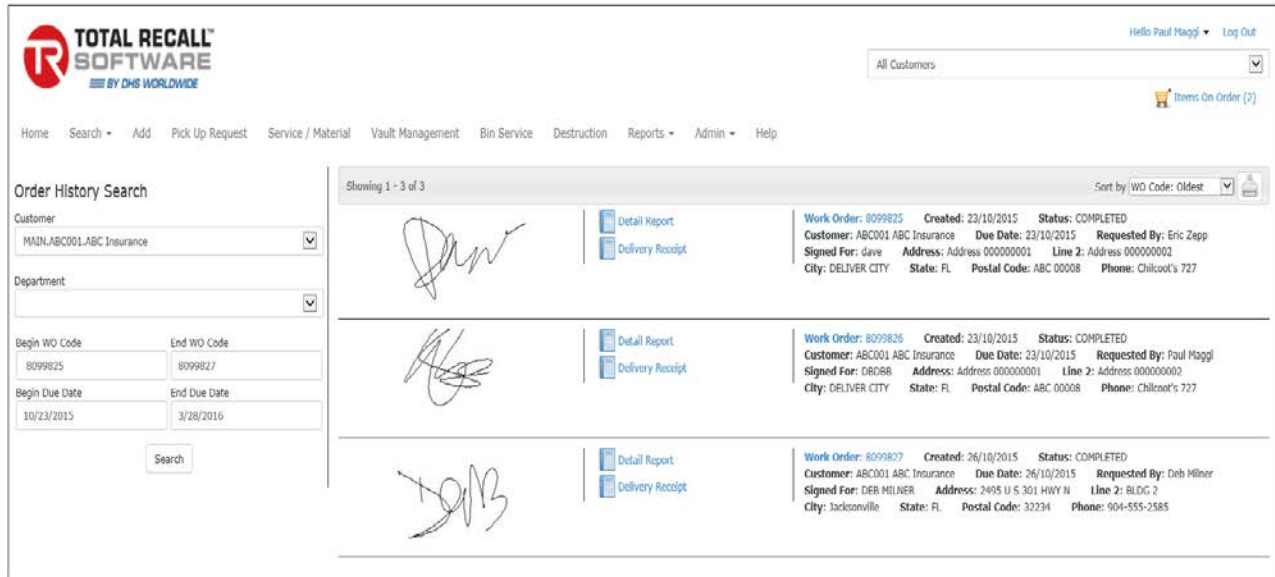 TOTAL RECALL
SOFTWARE
BY DHS WORLDWIDE
Hello Paul Maggi Log Out
All Customers
Items On Order (2)
Home Search Add Pick Up Request Service / Material Vault Management Bin Service Destruction Reports Admin Help
Order History Search
Customer
MAIN.ABC001.ABC Insurance
Department
Begin WO Code End WO Code
8099825 8099827
Begin Due Date End Due Date
10/23/2015 3/28/2016
Search
Showing 1 - 3 of 3 Sort by WO Code: Oldest
Detail Report
Delivery Receipt
Work Order: 8099825 Created: 23/10/2015 Status: COMPLETED
Customer: ABC001 ABC Insurance Due Date: 23/10/2015 Requested By: Eric Zepp
Signed For: dave Address: Address 000000001 Line 2: Address 000000002
City: DELIVER CITY State: FL Postal Code: ABC 00008 Phone: Chilcoot's 727
Detail Report
Delivery Receipt
Work Order: 8099826 Created: 23/10/2015 Status: COMPLETED
Customer: ABC001 ABC Insurance Due Date: 23/10/2015 Requested By: Paul Maggi
Signed For: DBDBB Address: Address 000000001 Line 2: Address 000000002
City: DELIVER CITY State: FL Postal Code: ABC 00008 Phone: Chilcoot's 727
Detail Report
Delivery Receipt
Work Order: 8099827 Created: 26/10/2015 Status: COMPLETED
Customer: ABC001 ABC Insurance Due Date: 26/10/2015 Requested By: Deb Milner
Signed For: DEB MILNER Address: 2495 U S 301 HWY N Line 2: BLDG 2
City: Jacksonville State: FL Postal Code: 32234 Phone: 904-555-2585